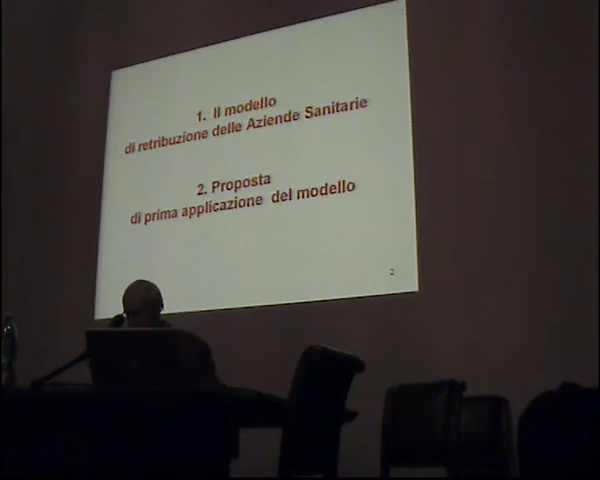 1. Il modello
di retribuzione delle Aziende Sanitarie
2. Proposta
di prima applicazione del modello
2